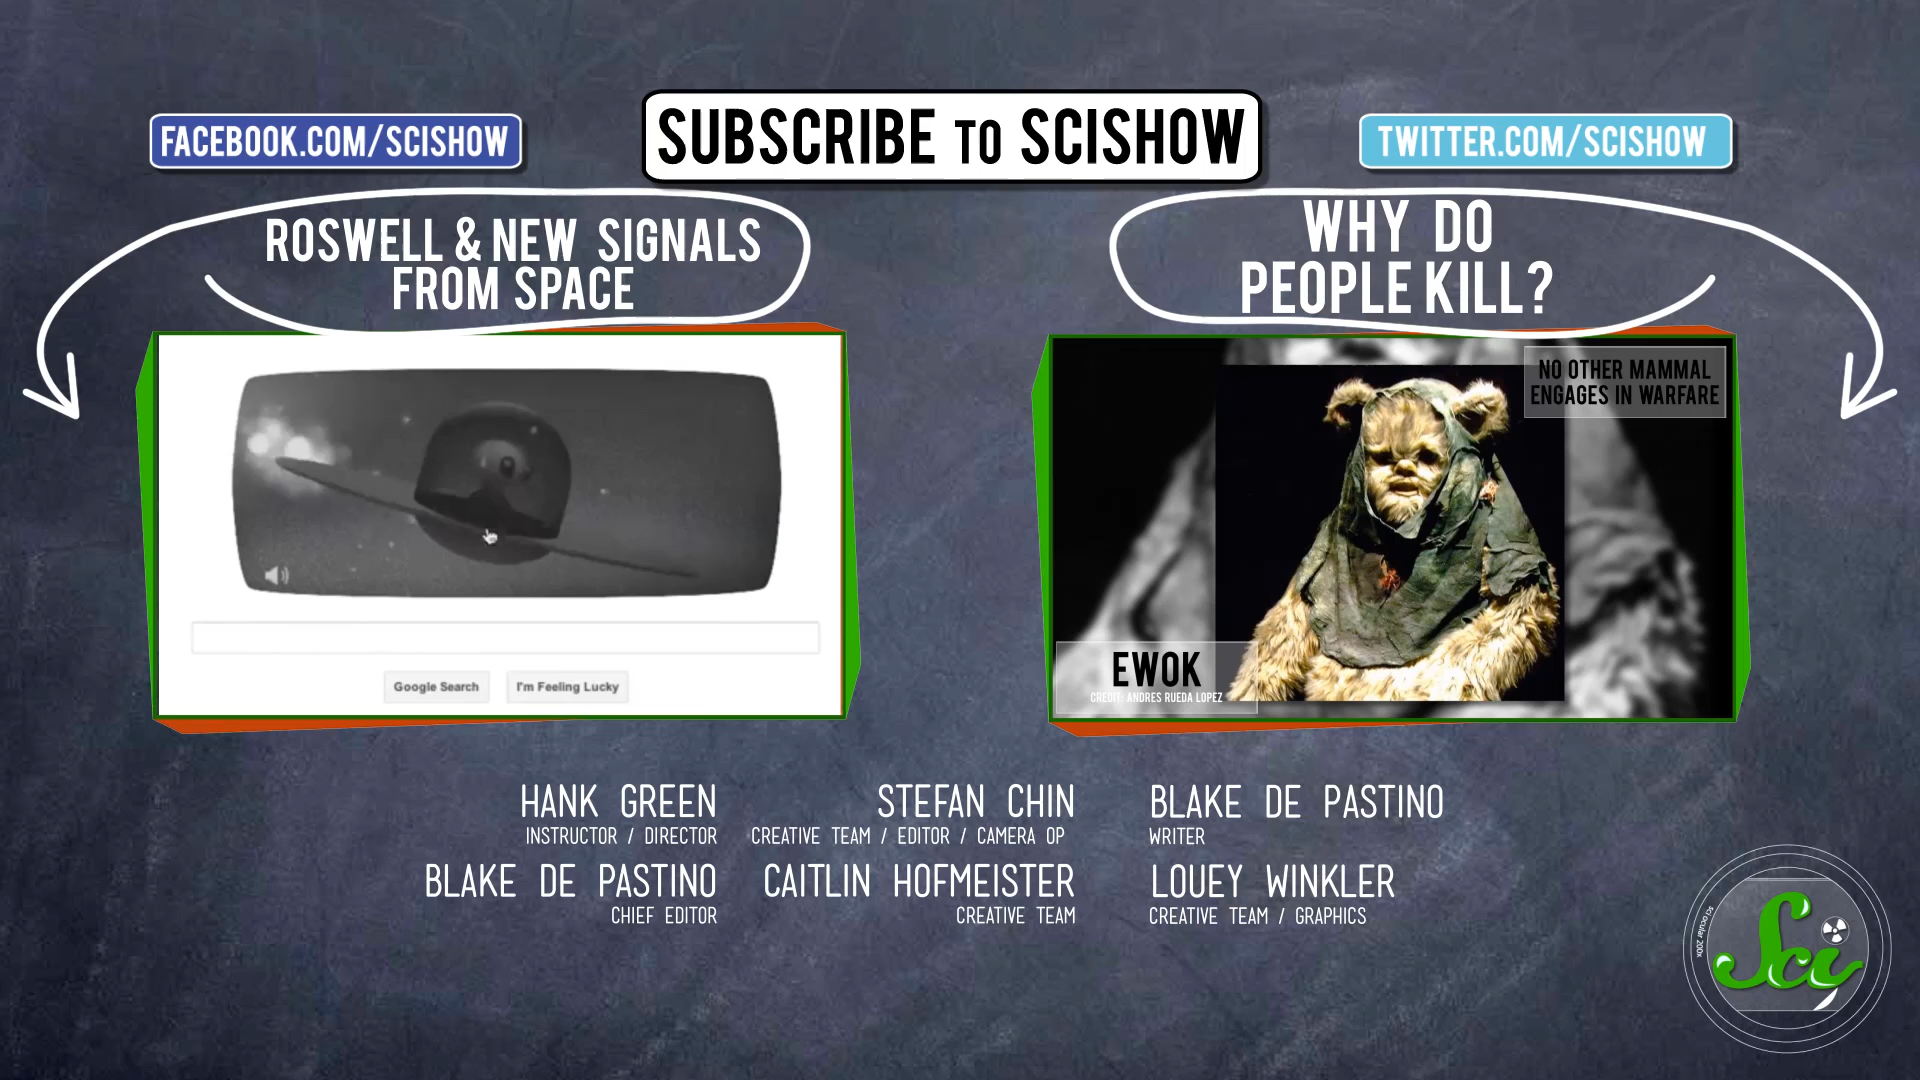 FACEBOOK.COM/SCISHOW
SUBSCRIBE TO SCISHOW
TWITTER.COM/SCISHOW
ROSWELL & NEW SIGNALS
FROM SPACE
WHY DO
PEOPLE KILL?
NO OTHER MAMMAL
ENGAGES IN WARFARE
EWOK
CREDIT: ANDRES RUEDA LOPEZ
Google Search
I'm Feeling Lucky
HANK GREEN
INSTRUCTOR / DIRECTOR
STEFAN CHIN
CREATIVE TEAM / EDITOR / CAMERA OP
BLAKE DE PASTINO
WRITER
BLAKE DE PASTINO
CHIEF EDITOR
CAITLIN HOFMEISTER
CREATIVE TEAM
LOUEY WINKLER
CREATIVE TEAM / GRAPHICS
Sci
sci ocular 200x